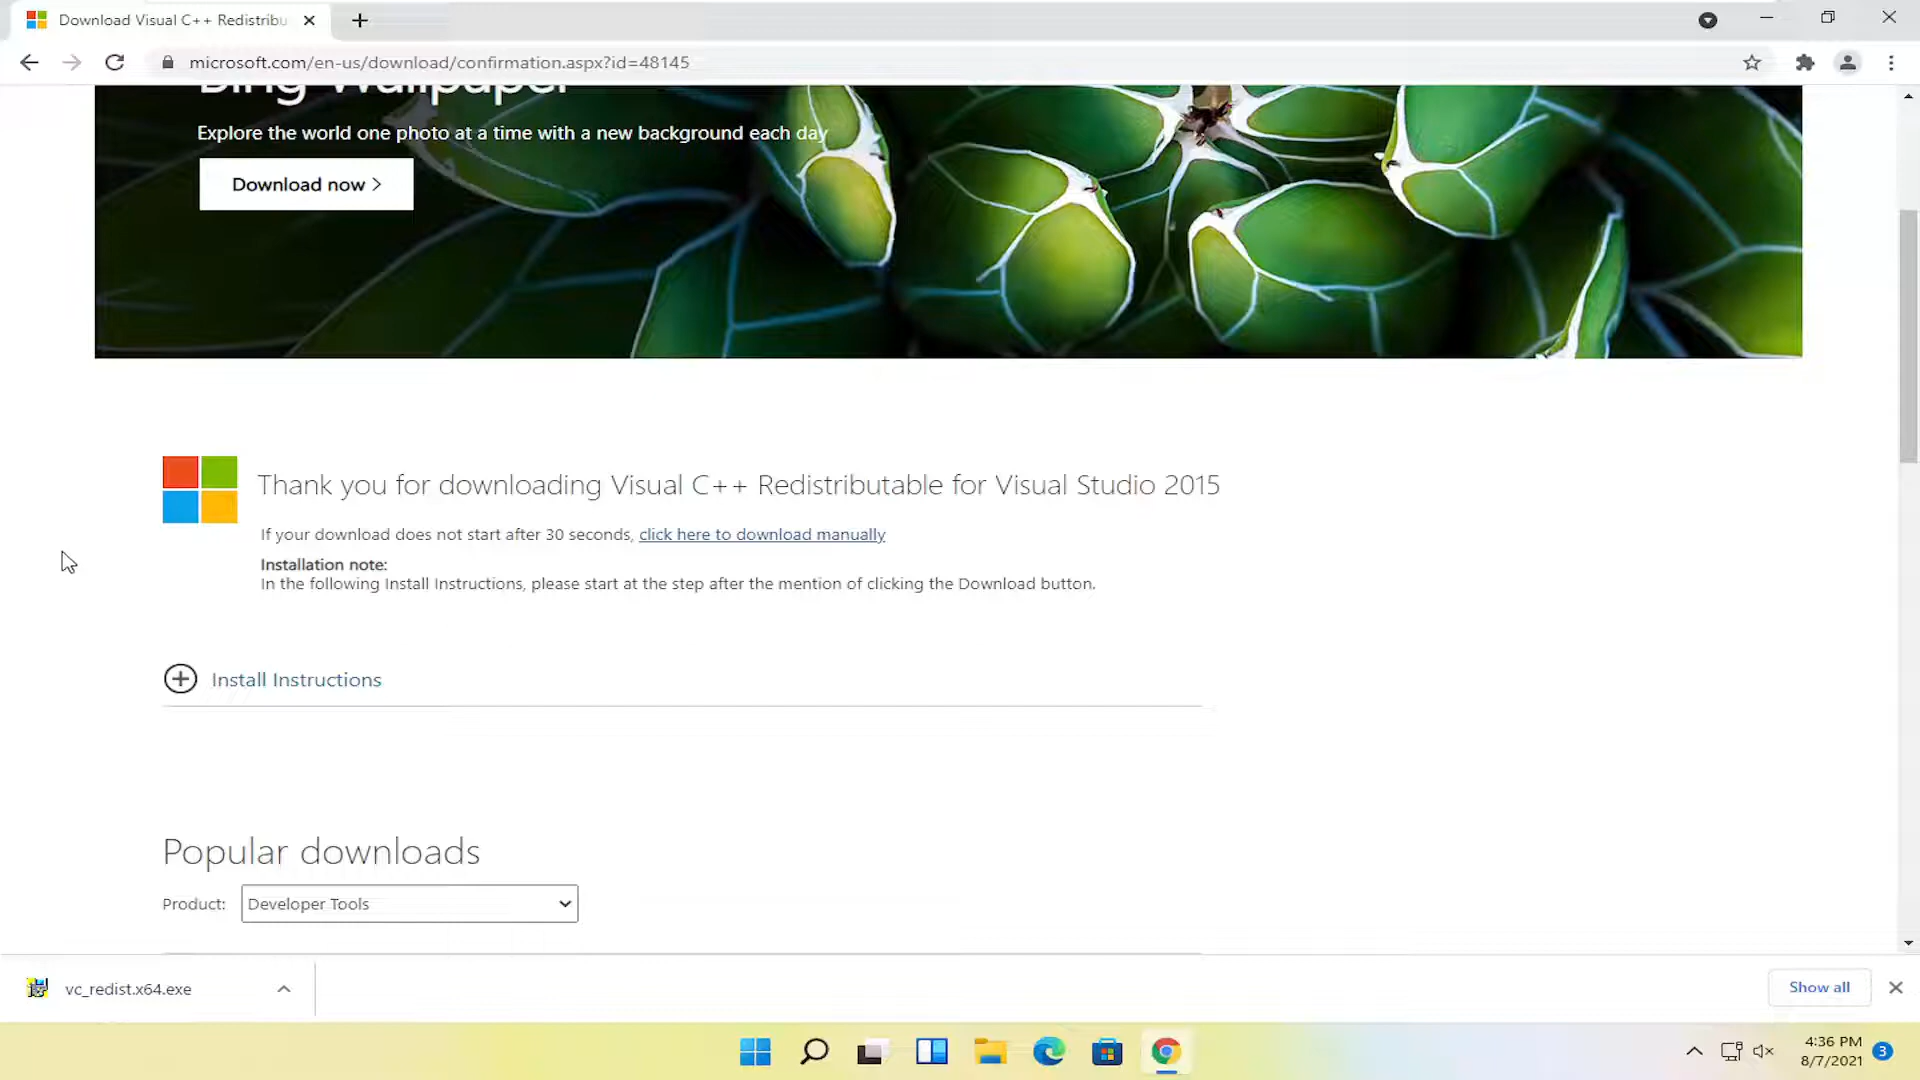 Download Visual C++ Redistribu
microsoft.com/en-us/download/confirmation.aspx?id=48145
Bing Wallpaper
Explore the world one photo at a time with a new background each day
Download now >
Thank you for downloading Visual C++ Redistributable for Visual Studio 2015
If your download does not start after 30 seconds, click here to download manually
Installation note:
In the following Install Instructions, please start at the step after the mention of clicking the Download button.
Install Instructions
Popular downloads
Product: Developer Tools
vc_redist.x64.exe
Show all
4:36 PM
8/7/2021
3